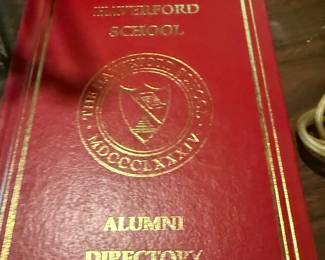 HAVERFORD
SCHOOL
THE HAVERFORD SCHOOL
MDCCCLXXXIV
ALUMNI
DIRECTORY